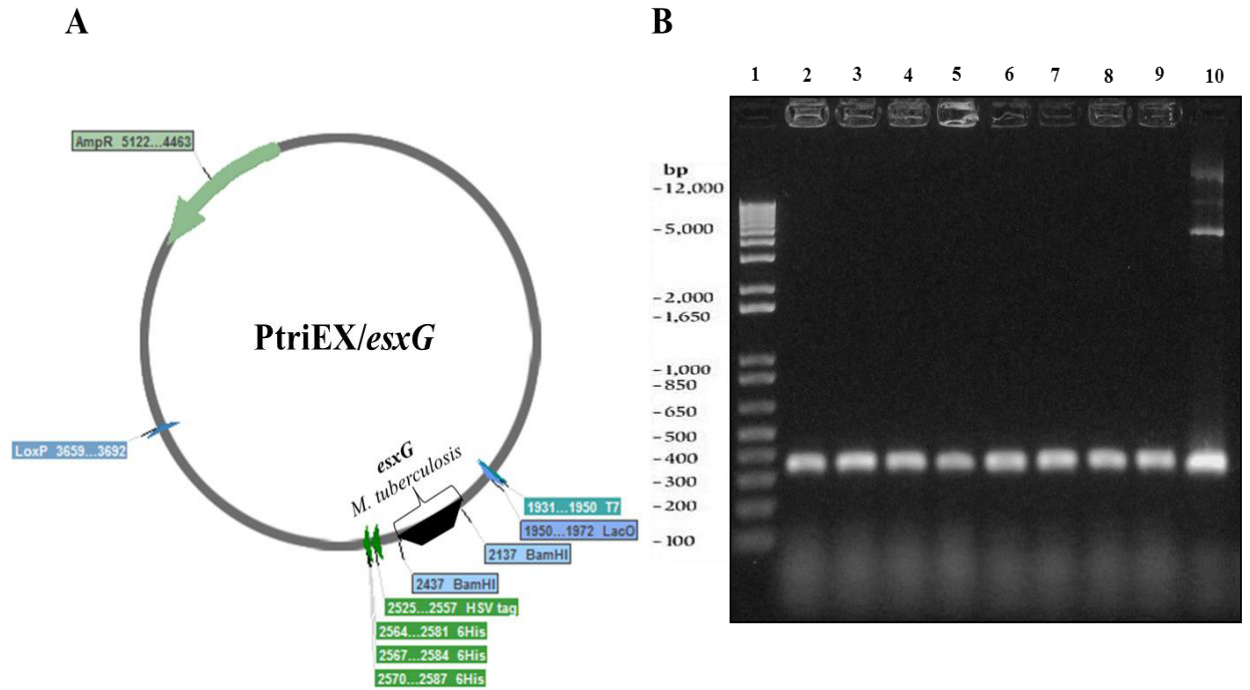 A
AmpR 5122...4463
PtriEX/esxG
LoxP 3659...3692
esxG
M. tuberculosis
1931...1950 T7
1950...1972 LacO
2137 BamHI
2437 BamHI
2525...2557 HSV tag
2564...2581 6His
2567...2584 6His
2570...2587 6His
B
1 2 3 4 5 6 7 8 9 10
bp
-12,000
-5,000
-2,000
-1,650
-1,000
-850
-650
-500
-400
-300
-200
-100